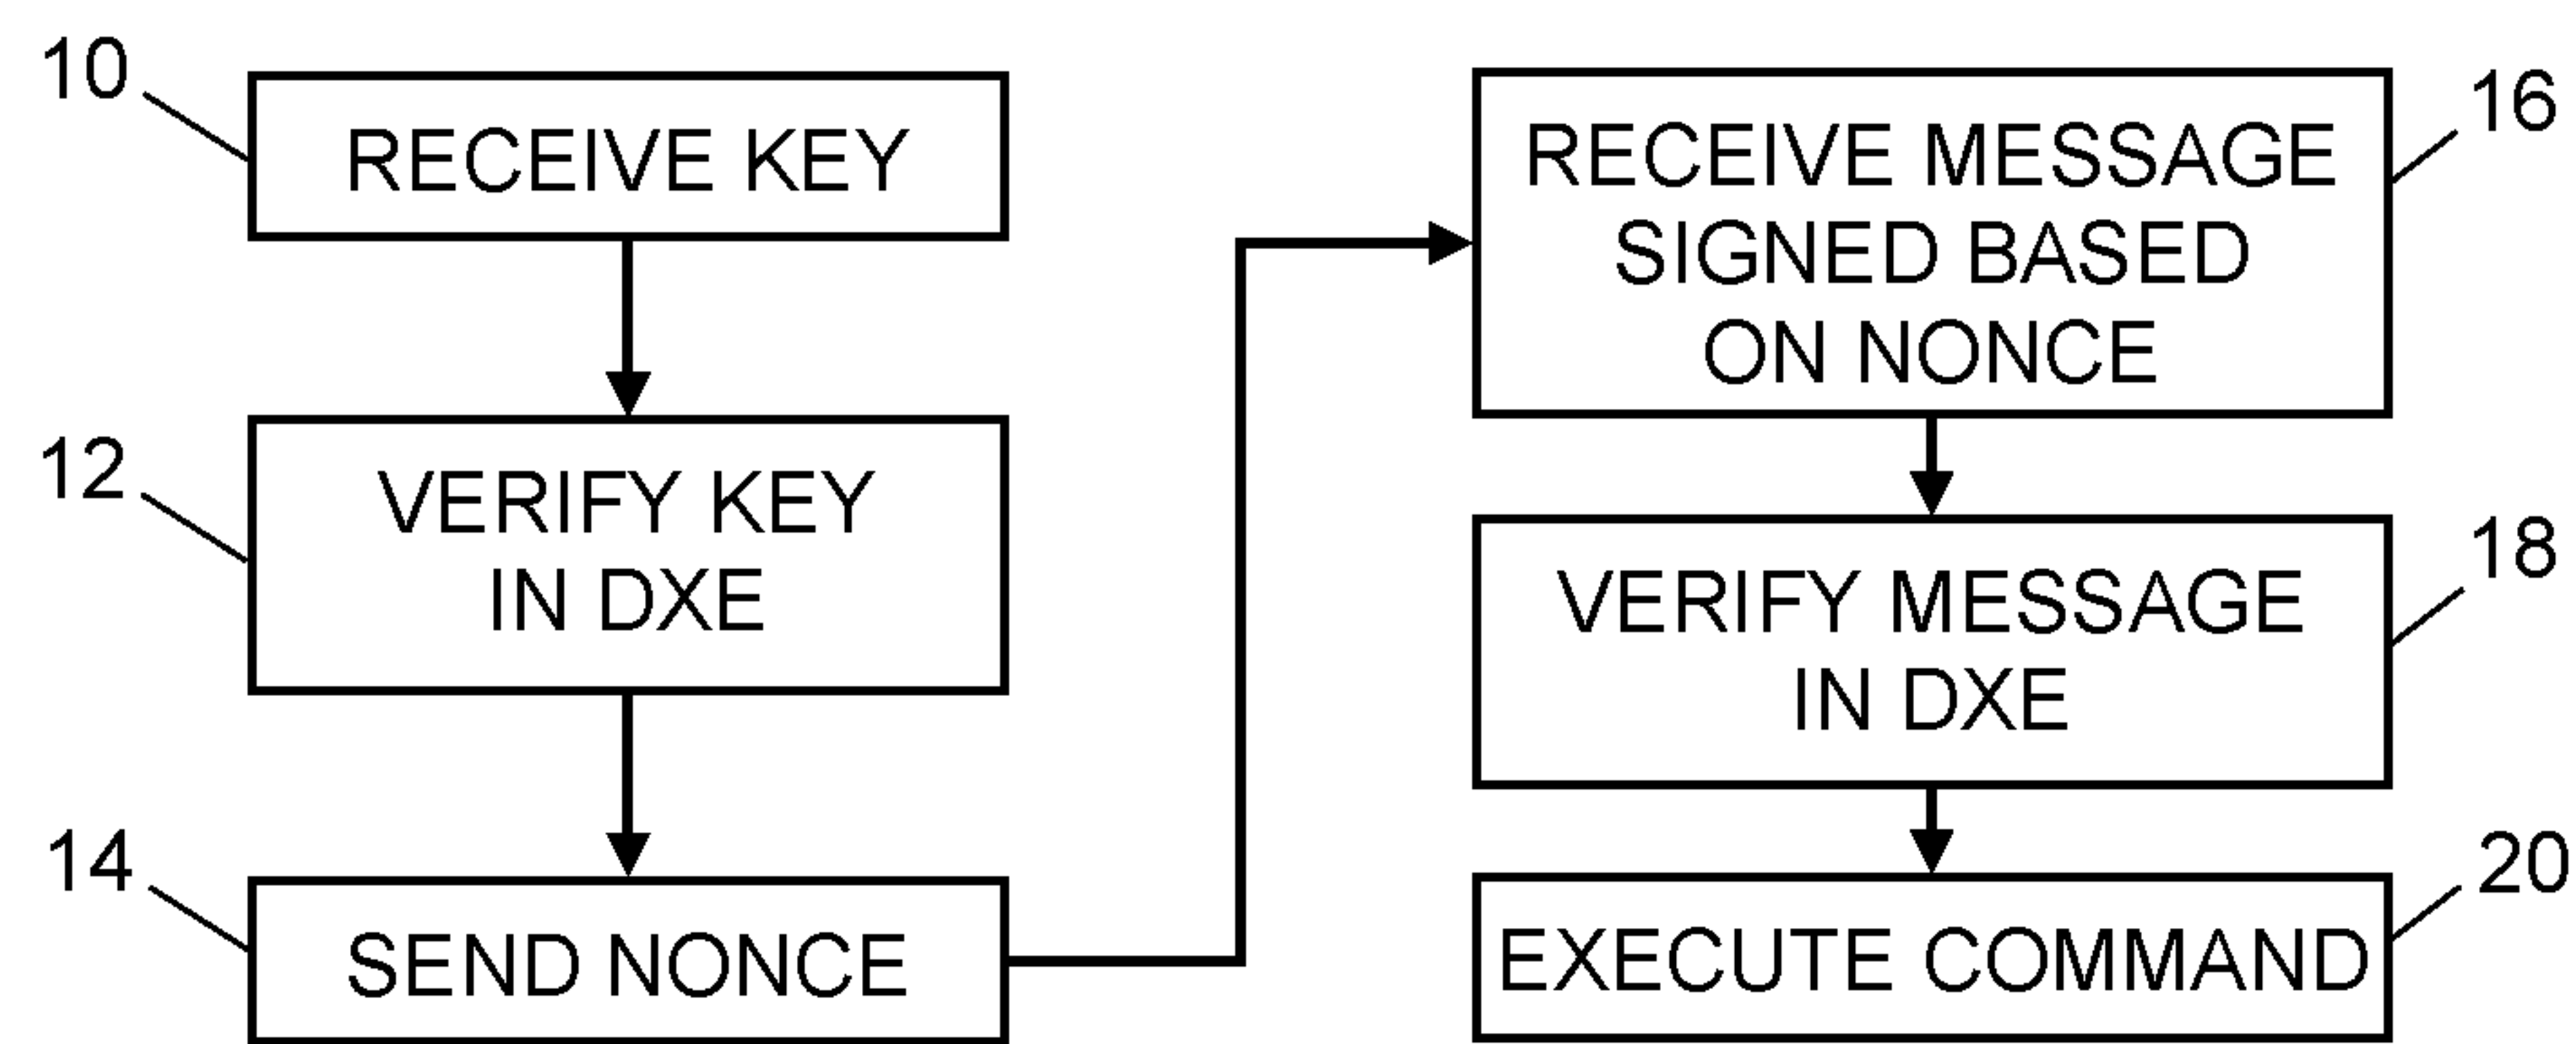 10
RECEIVE KEY
12
VERIFY KEY
IN DXE
14
SEND NONCE
16
RECEIVE MESSAGE
SIGNED BASED
ON NONCE
18
VERIFY MESSAGE
IN DXE
20
EXECUTE COMMAND